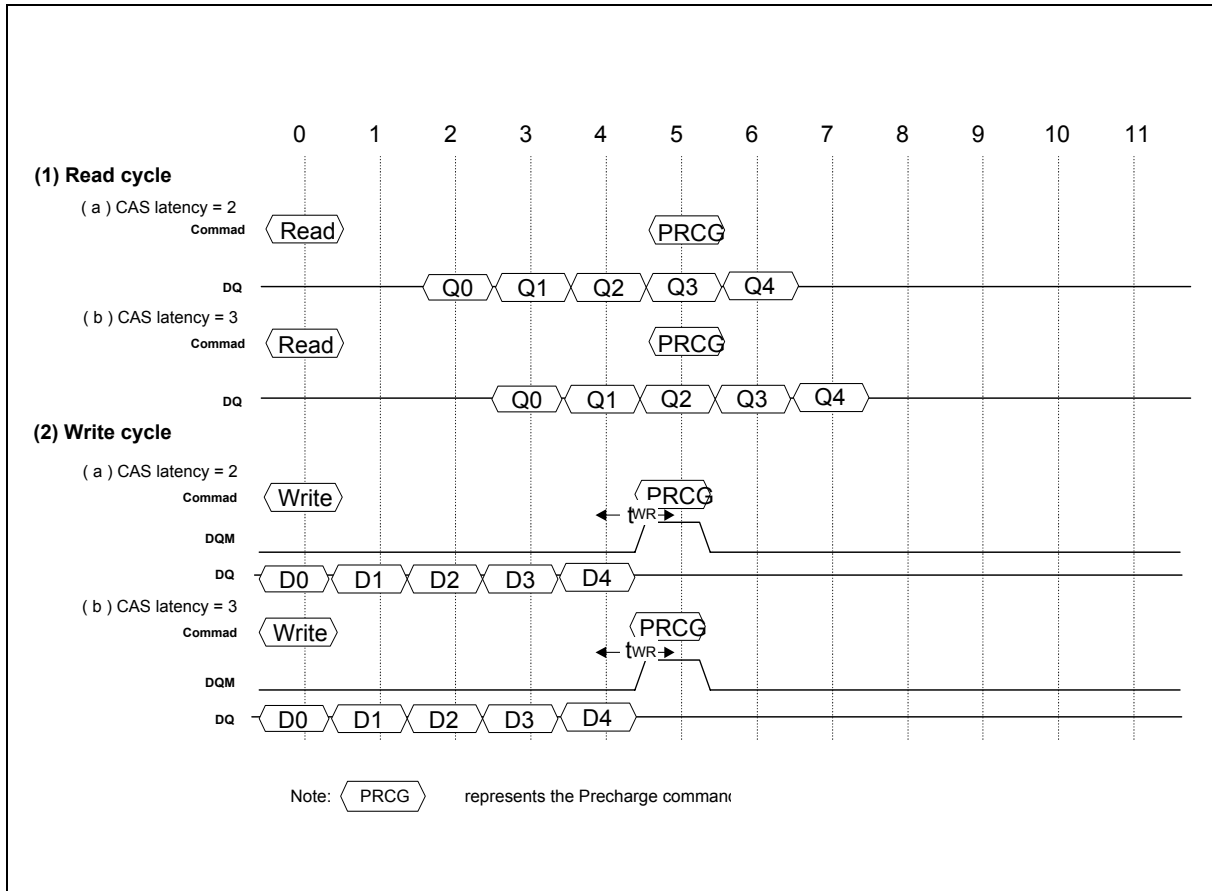 0 1 2 3 4 5 6 7 8 9 10 11
(1) Read cycle
( a ) CAS latency = 2
Commad Read PRCG
DQ Q0 Q1 Q2 Q3 Q4
( b ) CAS latency = 3
Commad Read PRCG
DQ Q0 Q1 Q2 Q3 Q4
(2) Write cycle
( a ) CAS latency = 2
Commad Write PRCG
tWR
DQM
DQ D0 D1 D2 D3 D4
( b ) CAS latency = 3
Commad Write PRCG
tWR
DQM
DQ D0 D1 D2 D3 D4
Note: PRCG represents the Precharge comman